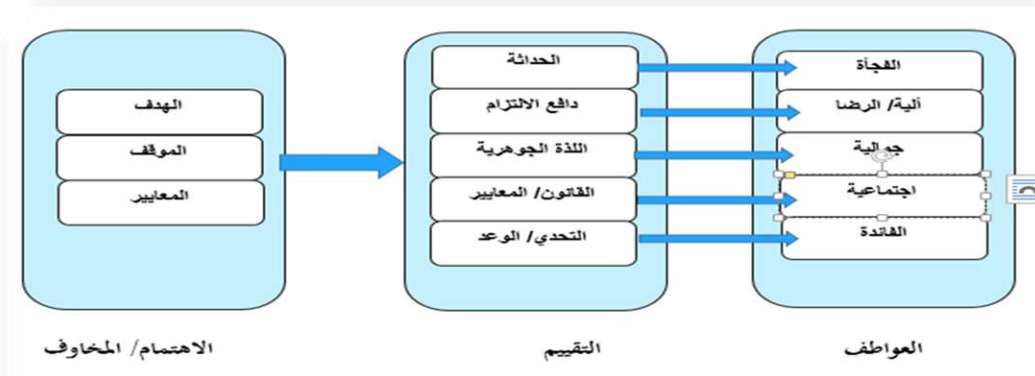 الهدف
الموقف
المعايير
الحداثة
دافع الالتزام
اللذة الجوهرية
القانون/ المعايير
التحدي/ الوعد
الفجأة
ألية/ الرضا
جمالية
اجتماعية
الفائدة
الاهتمام/ المخاوف
التقييم
العواطف